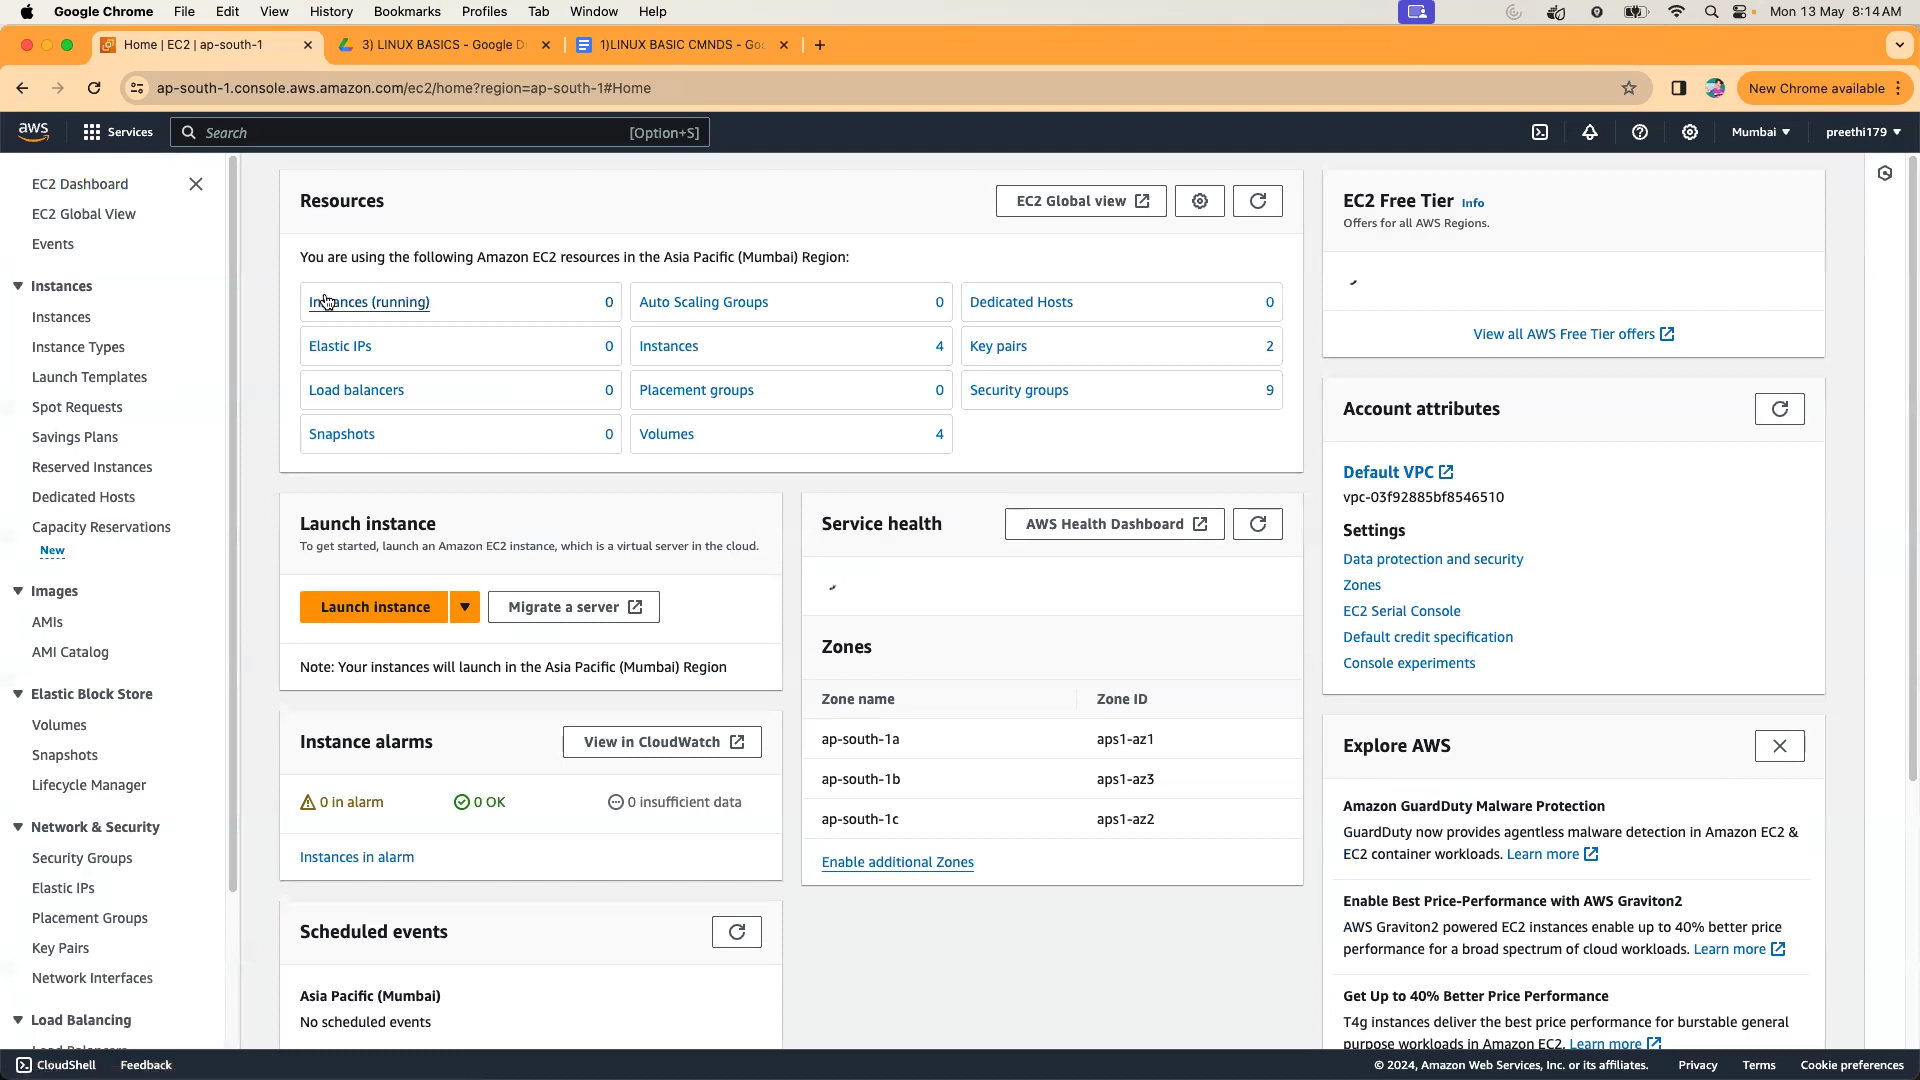 Google Chrome File Edit View History Bookmarks Profiles Tab Window Help Mon 13 May 8:14 AM
Home | EC2 | ap-south-1 3) LINUX BASICS - Google D 1)LINUX BASIC CMNDS - Goo
ap-south-1.console.aws.amazon.com/ec2/home?region=ap-south-1#Home New Chrome available
aws Services Search [Option+S] Mumbai preethi179
EC2 Dashboard
EC2 Global View
Events
Instances
Instances
Instance Types
Launch Templates
Spot Requests
Savings Plans
Reserved Instances
Dedicated Hosts
Capacity Reservations
New
Images
AMIs
AMI Catalog
Elastic Block Store
Volumes
Snapshots
Lifecycle Manager
Network & Security
Security Groups
Elastic IPs
Placement Groups
Key Pairs
Network Interfaces
Load Balancing
Resources EC2 Global view
You are using the following Amazon EC2 resources in the Asia Pacific (Mumbai) Region:
Instances (running) 0 Auto Scaling Groups 0 Dedicated Hosts 0
Elastic IPs 0 Instances 4 Key pairs 2
Load balancers 0 Placement groups 0 Security groups 9
Snapshots 0 Volumes 4
Launch instance
To get started, launch an Amazon EC2 instance, which is a virtual server in the cloud.
Launch instance Migrate a server
Note: Your instances will launch in the Asia Pacific (Mumbai) Region
Instance alarms View in CloudWatch
0 in alarm 0 OK 0 insufficient data
Instances in alarm
Scheduled events
Asia Pacific (Mumbai)
No scheduled events
Service health AWS Health Dashboard
Zones
Zone name Zone ID
ap-south-1a aps1-az1
ap-south-1b aps1-az3
ap-south-1c aps1-az2
Enable additional Zones
EC2 Free Tier Info
Offers for all AWS Regions.
View all AWS Free Tier offers
Account attributes
Default VPC
vpc-03f92885bf8546510
Settings
Data protection and security
Zones
EC2 Serial Console
Default credit specification
Console experiments
Explore AWS
Amazon GuardDuty Malware Protection
GuardDuty now provides agentless malware detection in Amazon EC2 &
EC2 container workloads. Learn more
Enable Best Price-Performance with AWS Graviton2
AWS Graviton2 powered EC2 instances enable up to 40% better price
performance for a broad spectrum of cloud workloads. Learn more
Get Up to 40% Better Price Performance
T4g instances deliver the best price performance for burstable general
purpose workloads in Amazon EC2. Learn more
CloudShell Feedback © 2024, Amazon Web Services, Inc. or its affiliates. Privacy Terms Cookie preferences